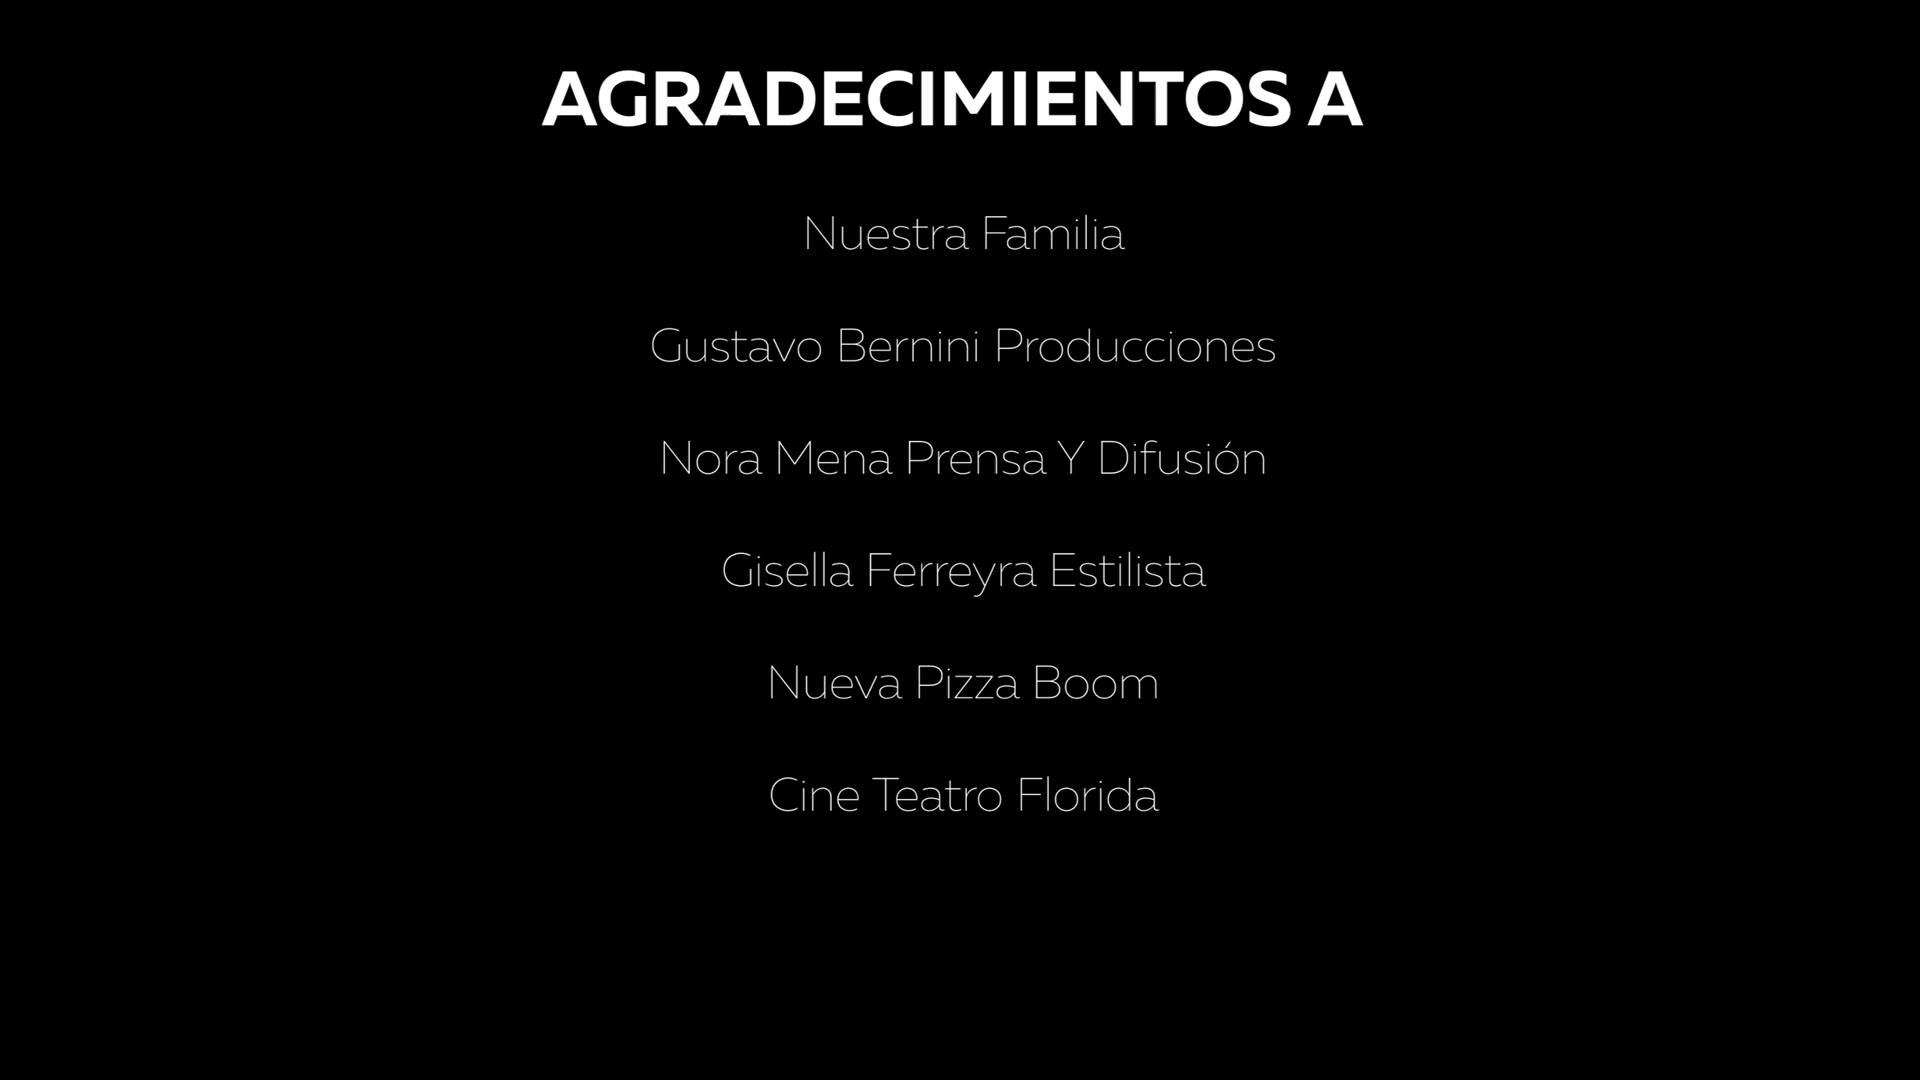 AGRADECIMIENTOS A
Nuestra Familia
Gustavo Bernini Producciones
Nora Mena Prensa Y Difusión
Gisella Ferreyra Estilista
Nueva Pizza Boom
Cine Teatro Florida